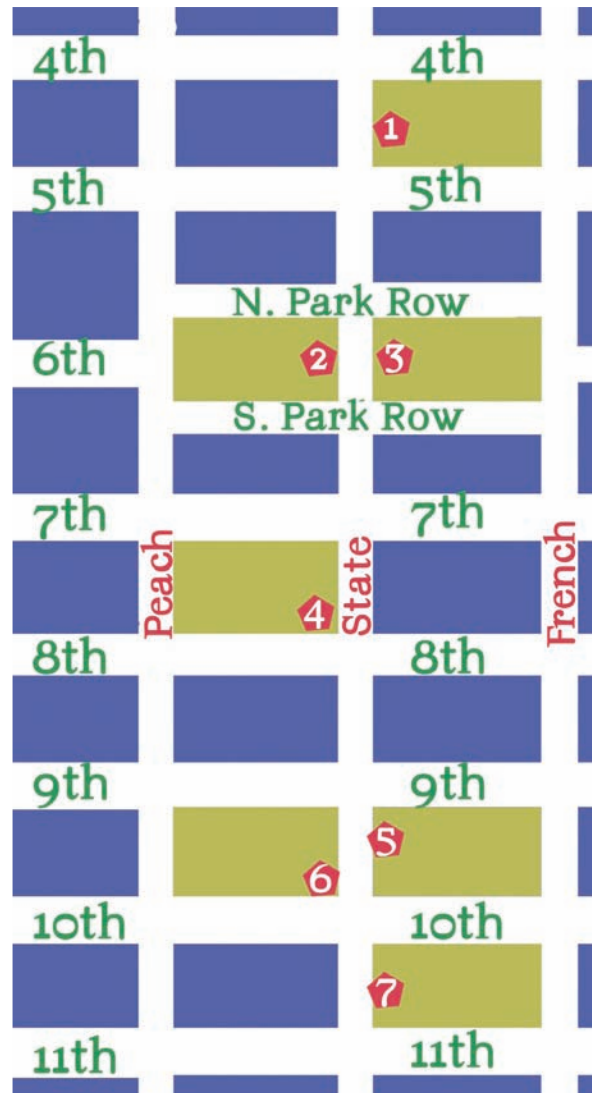 4th 4th
1
5th 5th
N. Park Row
6th 2 3
S. Park Row
7th 7th
Peach State French
4
8th 8th
9th 9th
5
6
10th 10th
7
11th 11th